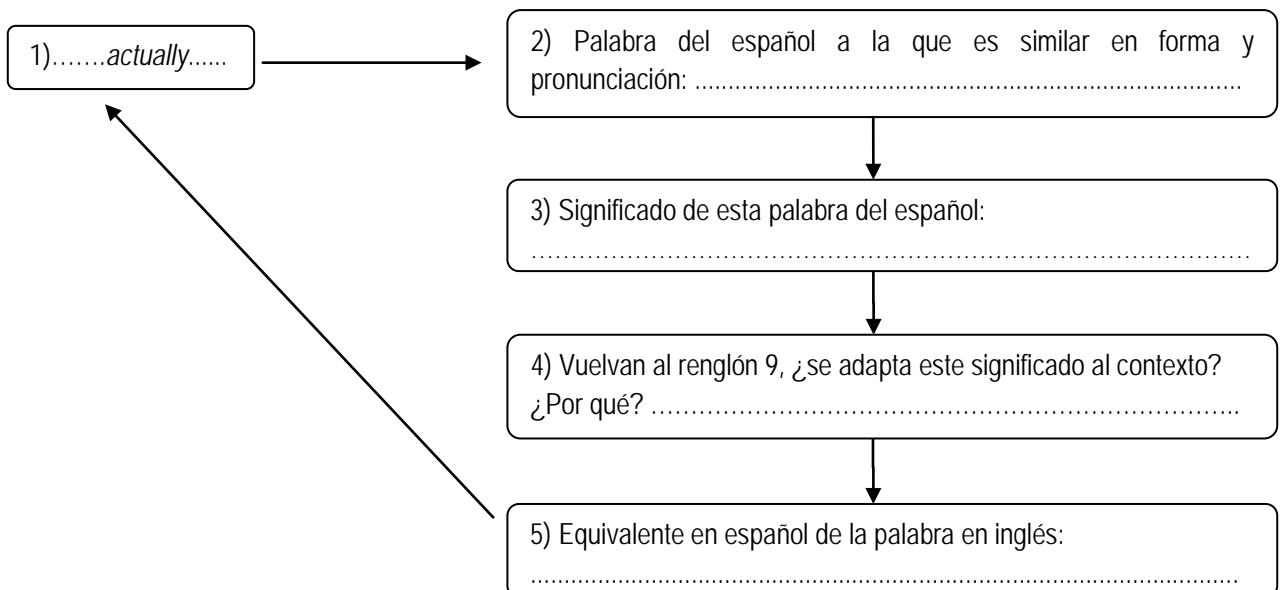 1).......actually......
2) Palabra del español a la que es similar en forma y
pronunciación: ....................................................................................
3) Significado de esta palabra del español:
…………………………………………………………………………………
4) Vuelvan al renglón 9, ¿se adapta este significado al contexto?
¿Por qué? …………………………………………………………………..
5) Equivalente en español de la palabra en inglés:
.............................................................................................................